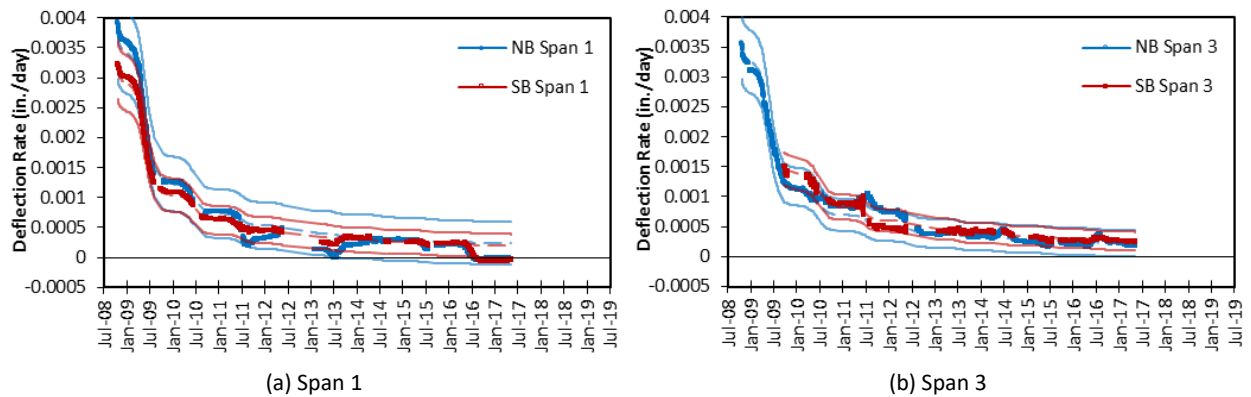 Deflection Rate (in./day)
0.004
0.0035
0.003
0.0025
0.002
0.0015
0.001
0.0005
0
-0.0005
NB Span 1
SB Span 1
Jul-08
Jan-09
Jul-09
Jan-10
Jul-10
Jan-11
Jul-11
Jan-12
Jul-12
Jan-13
Jul-13
Jan-14
Jul-14
Jan-15
Jul-15
Jan-16
Jul-16
Jan-17
Jul-17
Jan-18
Jul-18
Jan-19
Jul-19
(a) Span 1
Deflection Rate (in./day)
0.004
0.0035
0.003
0.0025
0.002
0.0015
0.001
0.0005
0
-0.0005
NB Span 3
SB Span 3
Jul-08
Jan-09
Jul-09
Jan-10
Jul-10
Jan-11
Jul-11
Jan-12
Jul-12
Jan-13
Jul-13
Jan-14
Jul-14
Jan-15
Jul-15
Jan-16
Jul-16
Jan-17
Jul-17
Jan-18
Jul-18
Jan-19
Jul-19
(b) Span 3